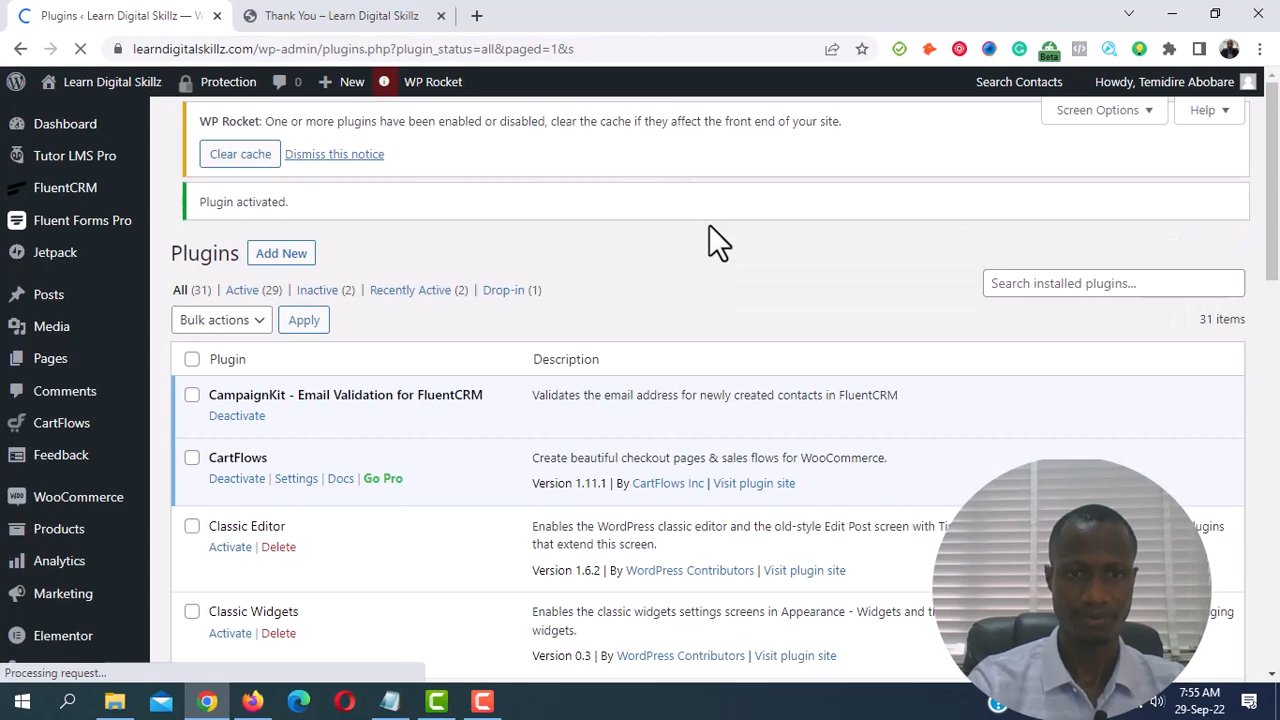 Plugins ‹ Learn Digital Skillz — W
Thank You – Learn Digital Skillz
learndigitalskillz.com/wp-admin/plugins.php?plugin_status=all&paged=1&s
Beta
Learn Digital Skillz
Protection
0
New
WP Rocket
Search Contacts
Howdy, Temidire Abobare
Screen Options
Help
WP Rocket: One or more plugins have been enabled or disabled, clear the cache if they affect the front end of your site.
Clear cache
Dismiss this notice
Plugin activated.
Dashboard
Tutor LMS Pro
FluentCRM
Fluent Forms Pro
Jetpack
Posts
Media
Pages
Comments
CartFlows
Feedback
WooCommerce
Products
Analytics
Marketing
Elementor
Plugins
Add New
All (31) | Active (29) | Inactive (2) | Recently Active (2) | Drop-in (1)
Search installed plugins...
Bulk actions
Apply
31 items
Plugin
Description
CampaignKit - Email Validation for FluentCRM
Validates the email address for newly created contacts in FluentCRM
Deactivate
CartFlows
Create beautiful checkout pages & sales flows for WooCommerce.
Deactivate | Settings | Docs | Go Pro
Version 1.11.1 | By CartFlows Inc | Visit plugin site
Classic Editor
Enables the WordPress classic editor and the old-style Edit Post screen with Ti
that extend this screen.
Activate | Delete
Version 1.6.2 | By WordPress Contributors | Visit plugin site
Classic Widgets
Enables the classic widgets settings screens in Appearance - Widgets and th
widgets.
Activate | Delete
Version 0.3 | By WordPress Contributors | Visit plugin site
Processing request...
7:55 AM
29-Sep-22